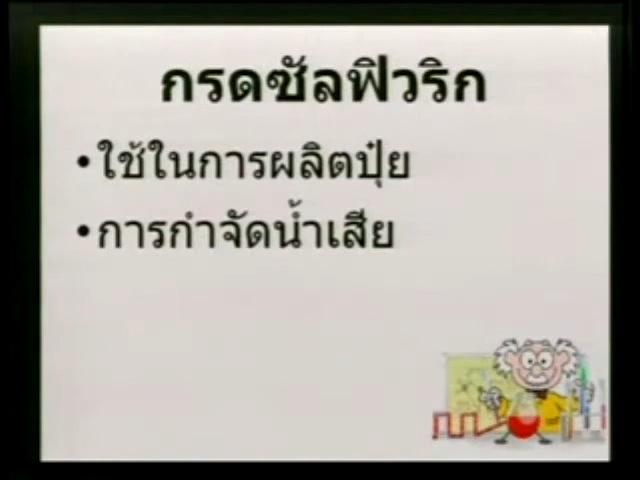 กรดซัลฟิวริก
•ใช้ในการผลิตปุ๋ย
•การกำจัดน้ำเสีย